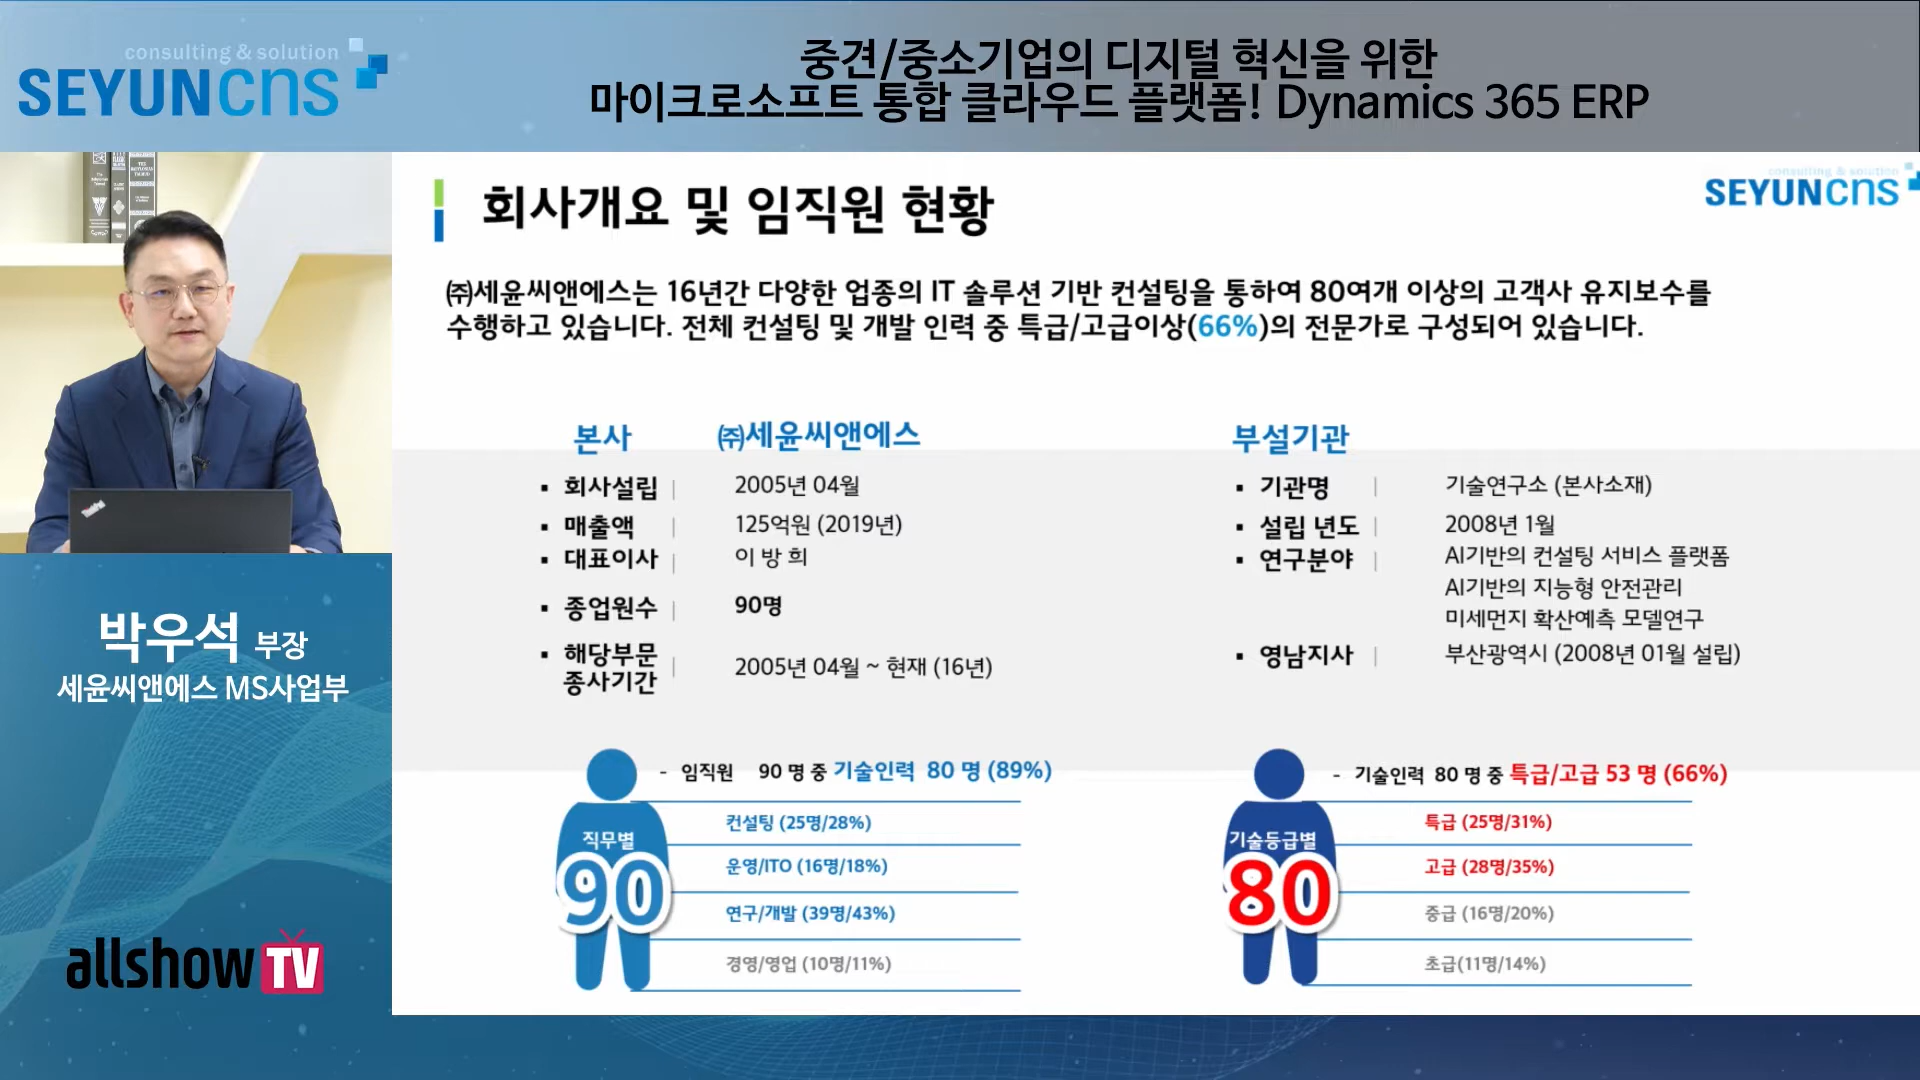 consulting & solution
SEYUNCNS
중견/중소기업의 디지털 혁신을 위한
마이크로소프트 통합 클라우드 플랫폼! Dynamics 365 ERP
회사개요 및 임직원 현황
consulting & solution
SEYUNCNS
㈜세윤씨앤에스는 16년간 다양한 업종의 IT 솔루션 기반 컨설팅을 통하여 80여개 이상의 고객사 유지보수를
수행하고 있습니다. 전체 컨설팅 및 개발 인력 중 특급/고급이상(66%)의 전문가로 구성되어 있습니다.
본사 ㈜세윤씨앤에스
▪ 회사설립 | 2005년 04월
▪ 매출액 | 125억원 (2019년)
▪ 대표이사 | 이 방 희
▪ 종업원수 | 90명
▪ 해당부문
종사기간 | 2005년 04월 ~ 현재 (16년)
부설기관
▪ 기관명 | 기술연구소 (본사소재)
▪ 설립 년도 | 2008년 1월
▪ 연구분야 | AI기반의 컨설팅 서비스 플랫폼
AI기반의 지능형 안전관리
미세먼지 확산예측 모델연구
▪ 영남지사 | 부산광역시 (2008년 01월 설립)
- 임직원 90 명 중 기술인력 80 명 (89%)
직무별
90
컨설팅 (25명/28%)
운영/ITO (16명/18%)
연구/개발 (39명/43%)
경영/영업 (10명/11%)
- 기술인력 80 명 중 특급/고급 53 명 (66%)
기술등급별
80
특급 (25명/31%)
고급 (28명/35%)
중급 (16명/20%)
초급(11명/14%)
박우석 부장
세윤씨앤에스 MS사업부
allshow TV